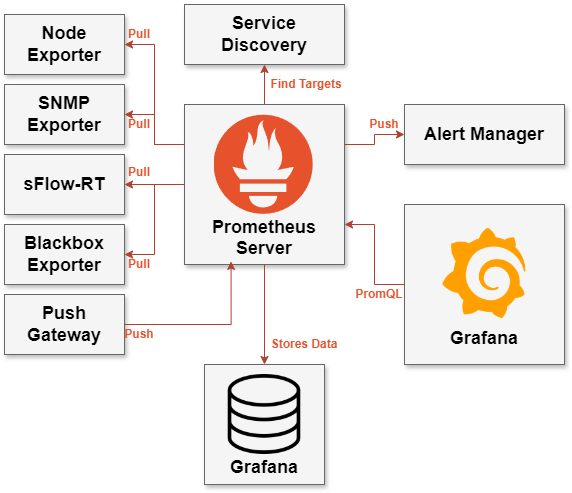 Node
Exporter
Pull
Service
Discovery
Find Targets
SNMP
Exporter
Pull
Push
Alert Manager
sFlow-RT
Pull
Prometheus
Server
Blackbox
Exporter
Pull
Push
Gateway
Push
PromQL
Grafana
Stores Data
Grafana